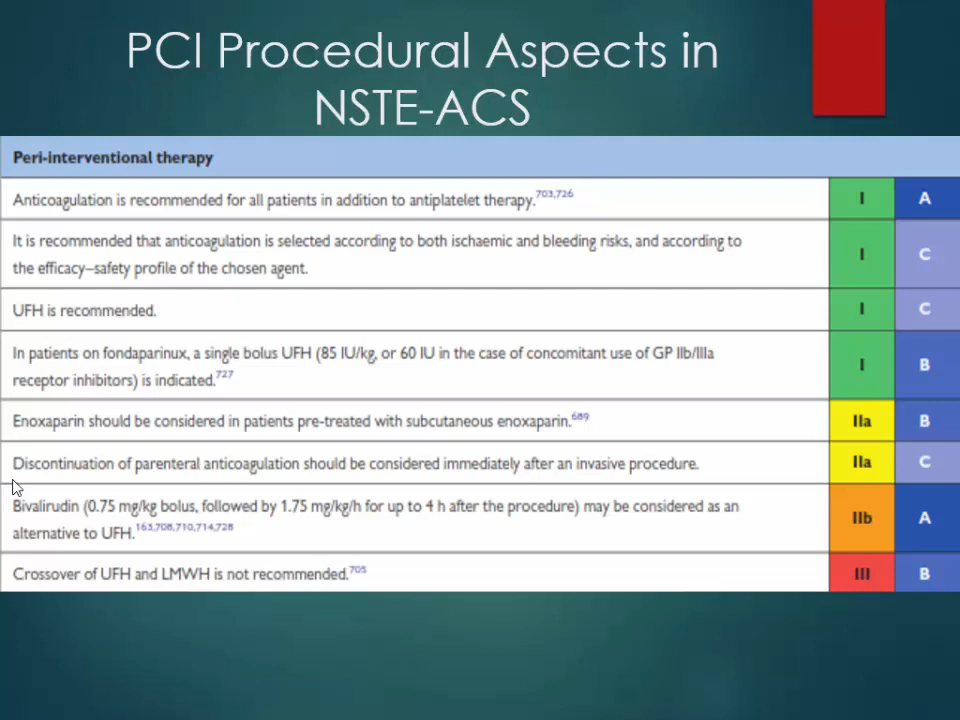 PCI Procedural Aspects in
NSTE-ACS
Peri-interventional therapy
Anticoagulation is recommended for all patients in addition to antiplatelet therapy.703,726
I
A
It is recommended that anticoagulation is selected according to both ischaemic and bleeding risks, and according to
the efficacy–safety profile of the chosen agent.
I
C
UFH is recommended.
I
C
In patients on fondaparinux, a single bolus UFH (85 IU/kg, or 60 IU in the case of concomitant use of GP IIb/IIIa
receptor inhibitors) is indicated.727
I
B
Enoxaparin should be considered in patients pre-treated with subcutaneous enoxaparin.689
IIa
B
Discontinuation of parenteral anticoagulation should be considered immediately after an invasive procedure.
IIa
C
Bivalirudin (0.75 mg/kg bolus, followed by 1.75 mg/kg/h for up to 4 h after the procedure) may be considered as an
alternative to UFH.163,708,710,714,728
IIb
A
Crossover of UFH and LMWH is not recommended.705
III
B